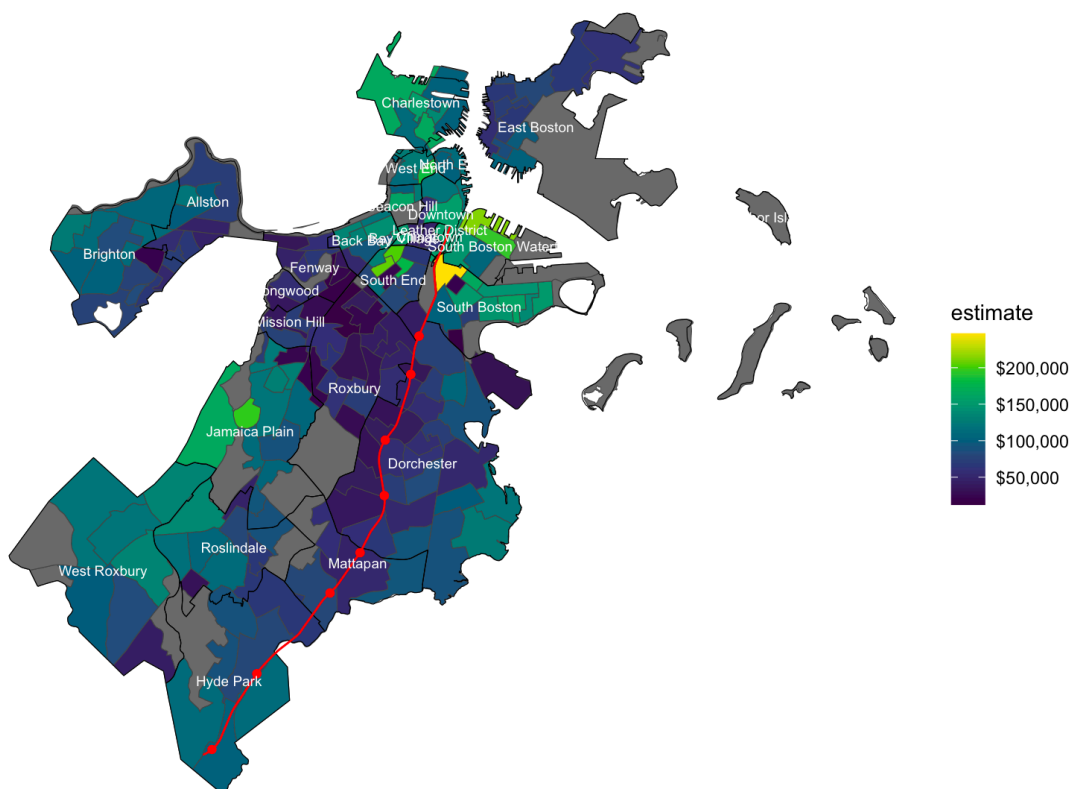 Charlestown
East Boston
West End
North E
Allston
Beacon Hill
Downtown
Leather District
Chinatown
Back Bay
Bay Village
South Boston Water
Brighton
Fenway
South End
ongwood
South Boston
Mission Hill
Roxbury
Jamaica Plain
Dorchester
Roslindale
West Roxbury
Mattapan
Hyde Park
estimate
$200,000
$150,000
$100,000
$50,000